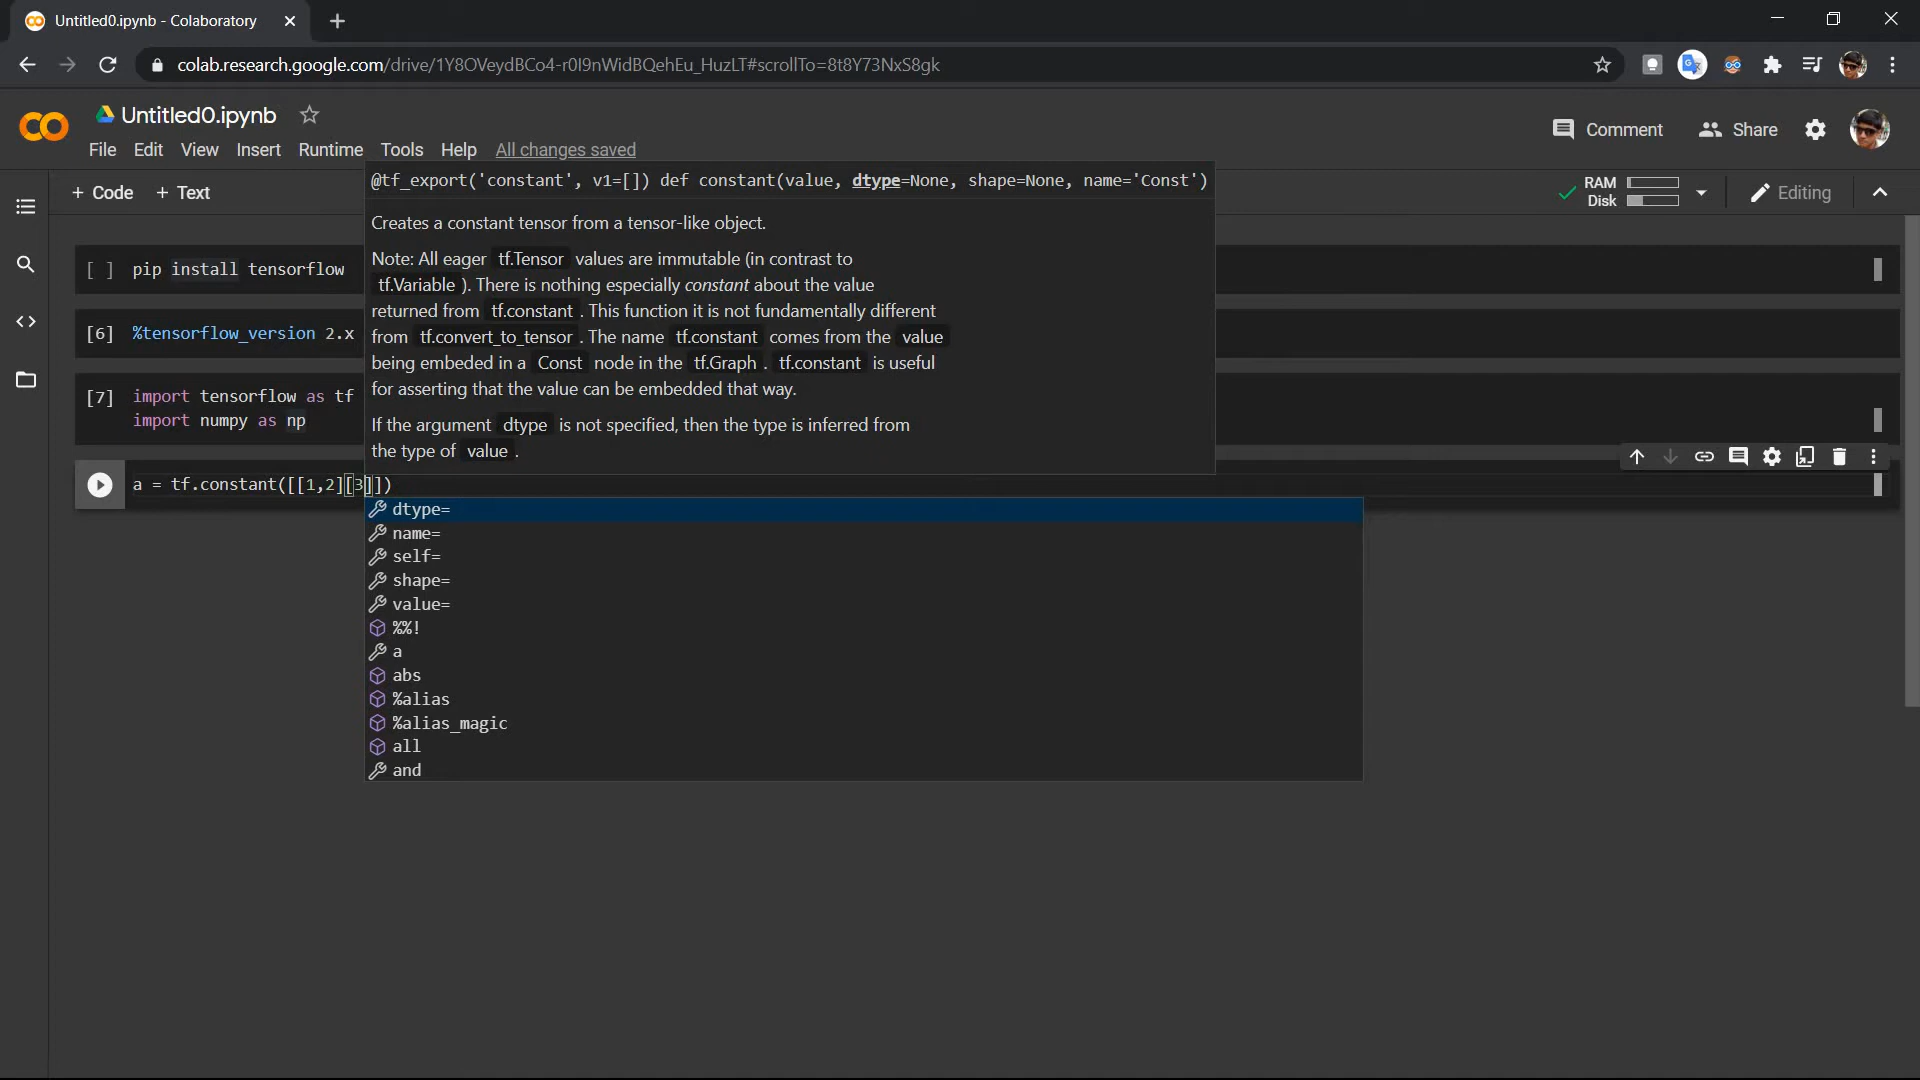 Untitled0.ipynb - Colaboratory
colab.research.google.com/drive/1Y8OVeydBCo4-r0I9nWidBQehEu_HuzLT#scrollTo=8t8Y73NxS8gk
Untitled0.ipynb
Comment
Share
File Edit View Insert Runtime Tools Help All changes saved
+ Code + Text
RAM
Disk
Editing
@tf_export('constant', v1=[]) def constant(value, dtype=None, shape=None, name='Const')
Creates a constant tensor from a tensor-like object.
Note: All eager tf.Tensor values are immutable (in contrast to
tf.Variable ). There is nothing especially constant about the value
returned from tf.constant . This function it is not fundamentally different
from tf.convert_to_tensor . The name tf.constant comes from the value
being embeded in a Const node in the tf.Graph . tf.constant is useful
for asserting that the value can be embedded that way.
If the argument dtype is not specified, then the type is inferred from
the type of value .
[ ] pip install tensorflow
[6] %tensorflow_version 2.x
[7] import tensorflow as tf
import numpy as np
a = tf.constant([[1,2][3]])
dtype=
name=
self=
shape=
value=
%%!
a
abs
%alias
%alias_magic
all
and